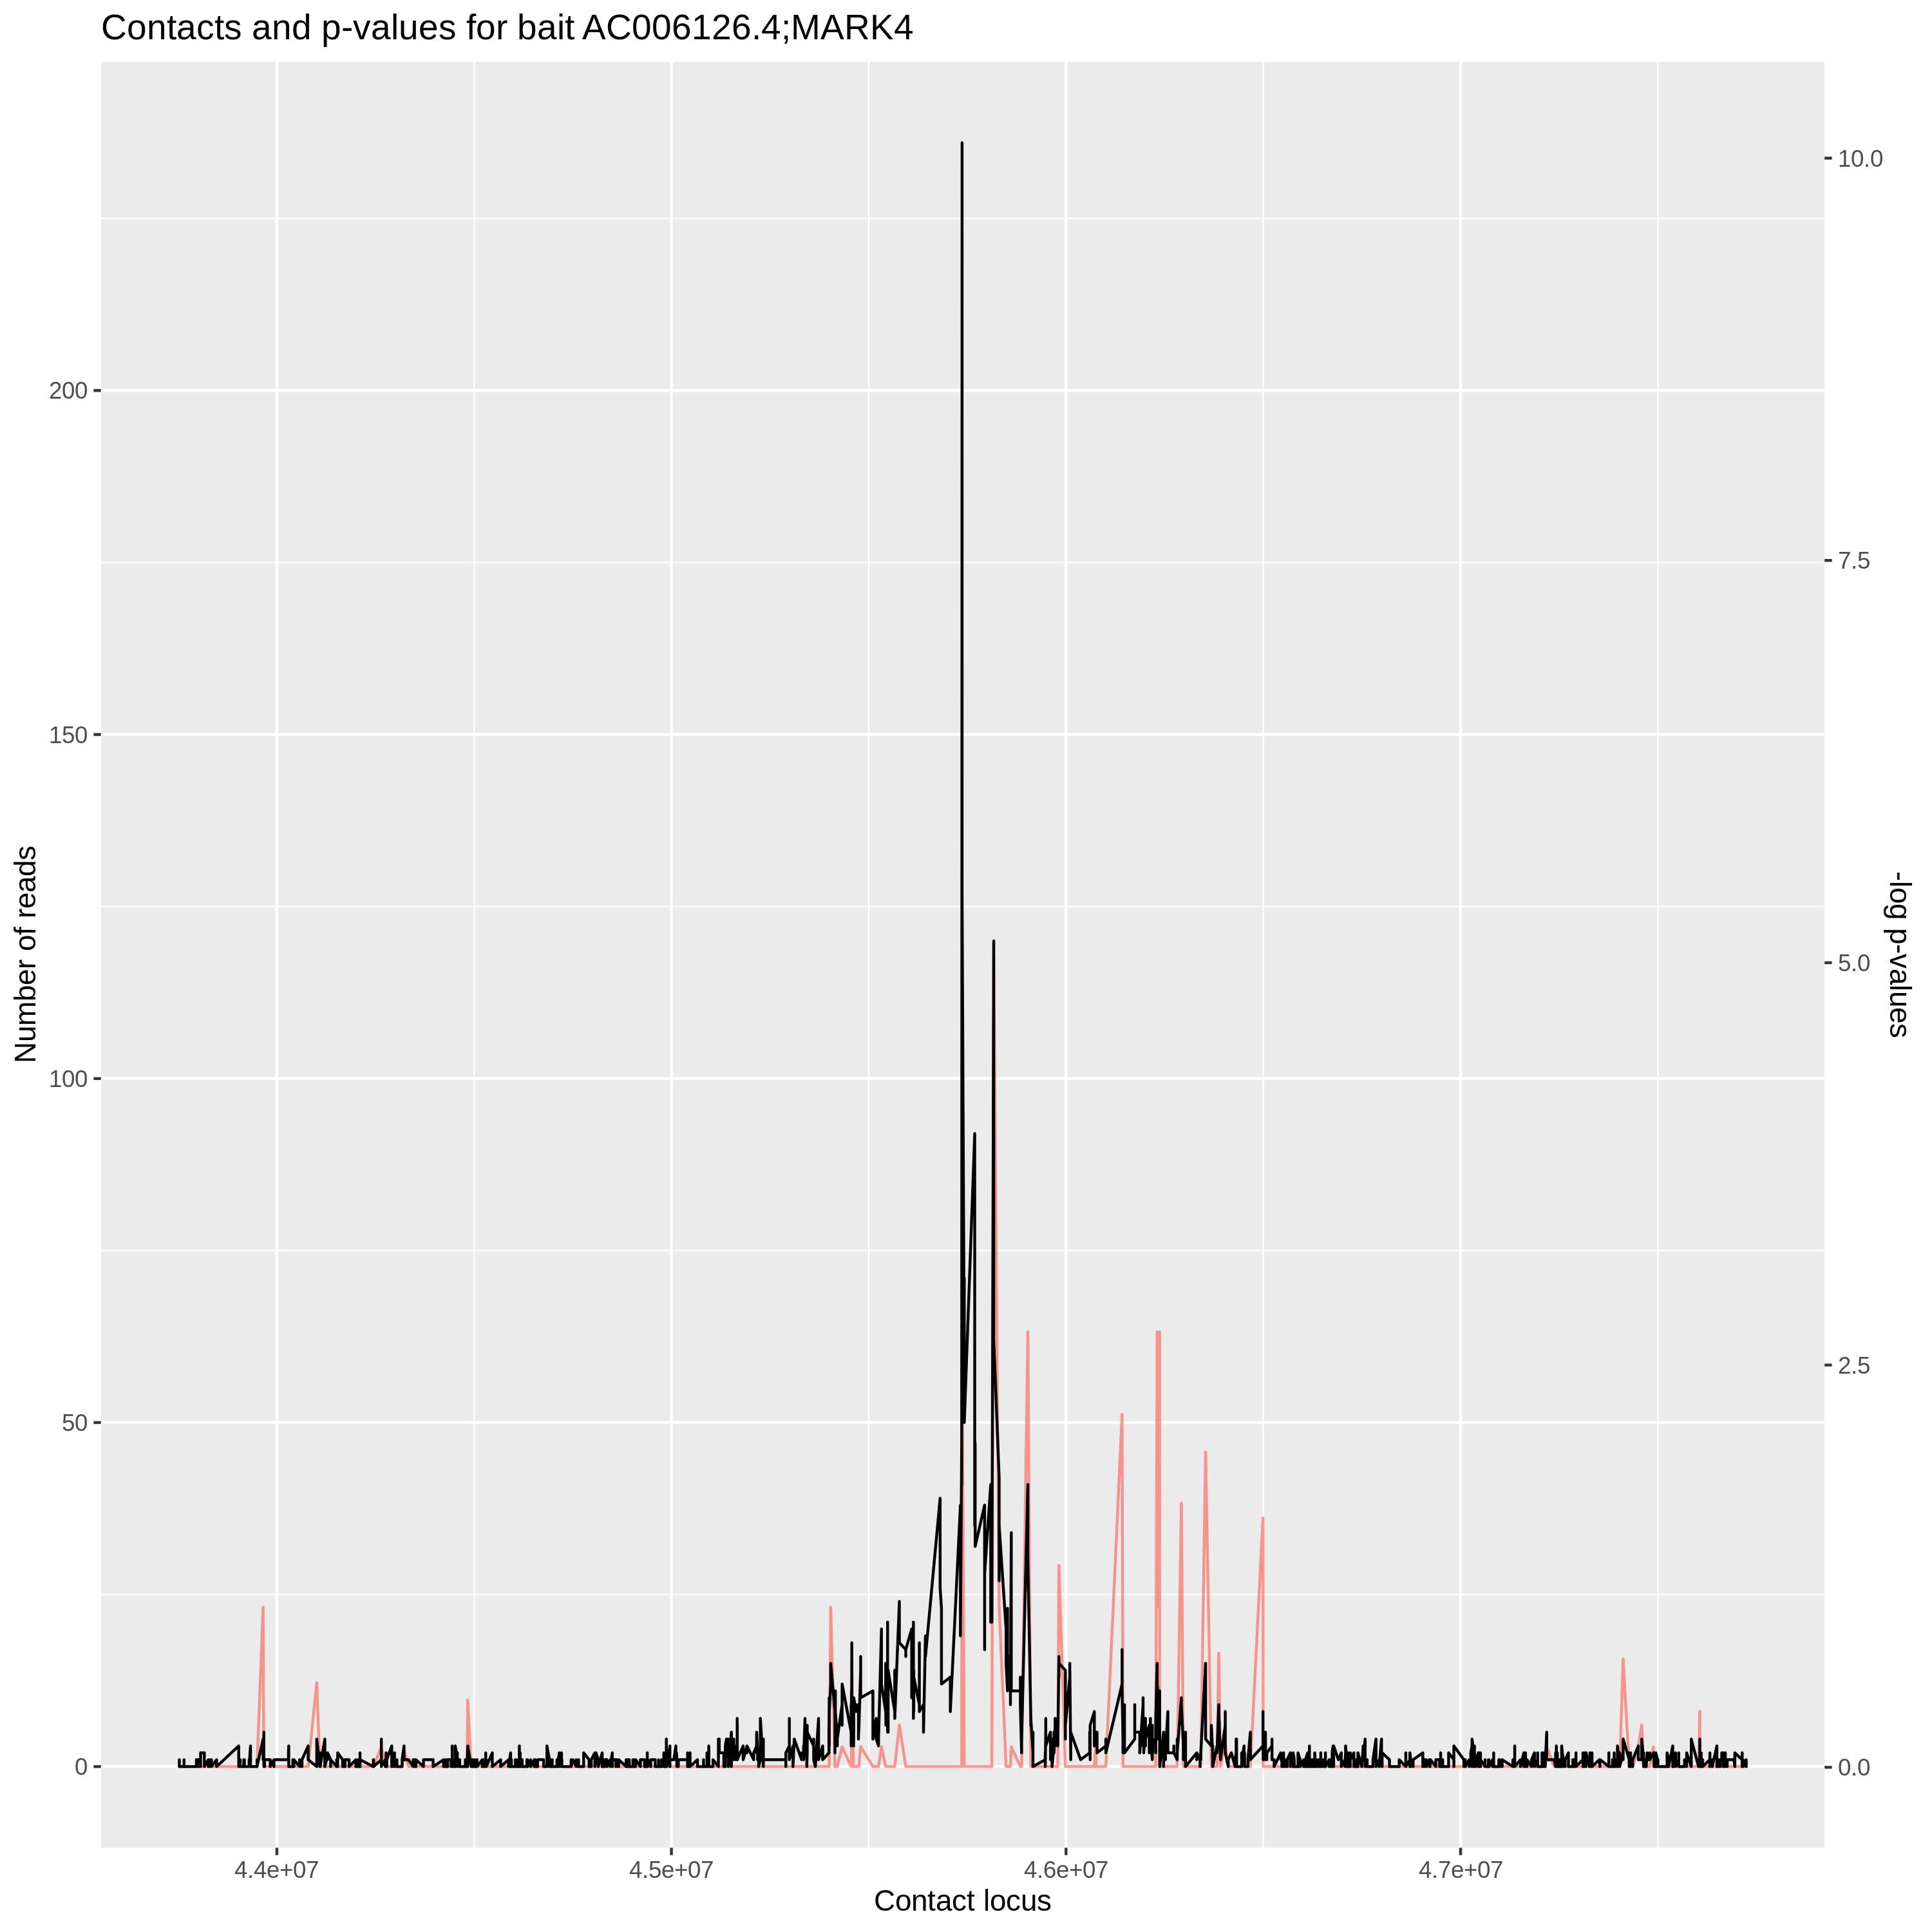 Contacts and p-values for bait AC006126.4;MARK4
Number of reads
200
150
100
50
0
10.0
7.5
5.0
2.5
0.0
-log p-values
4.4e+07
4.5e+07
4.6e+07
4.7e+07
Contact locus